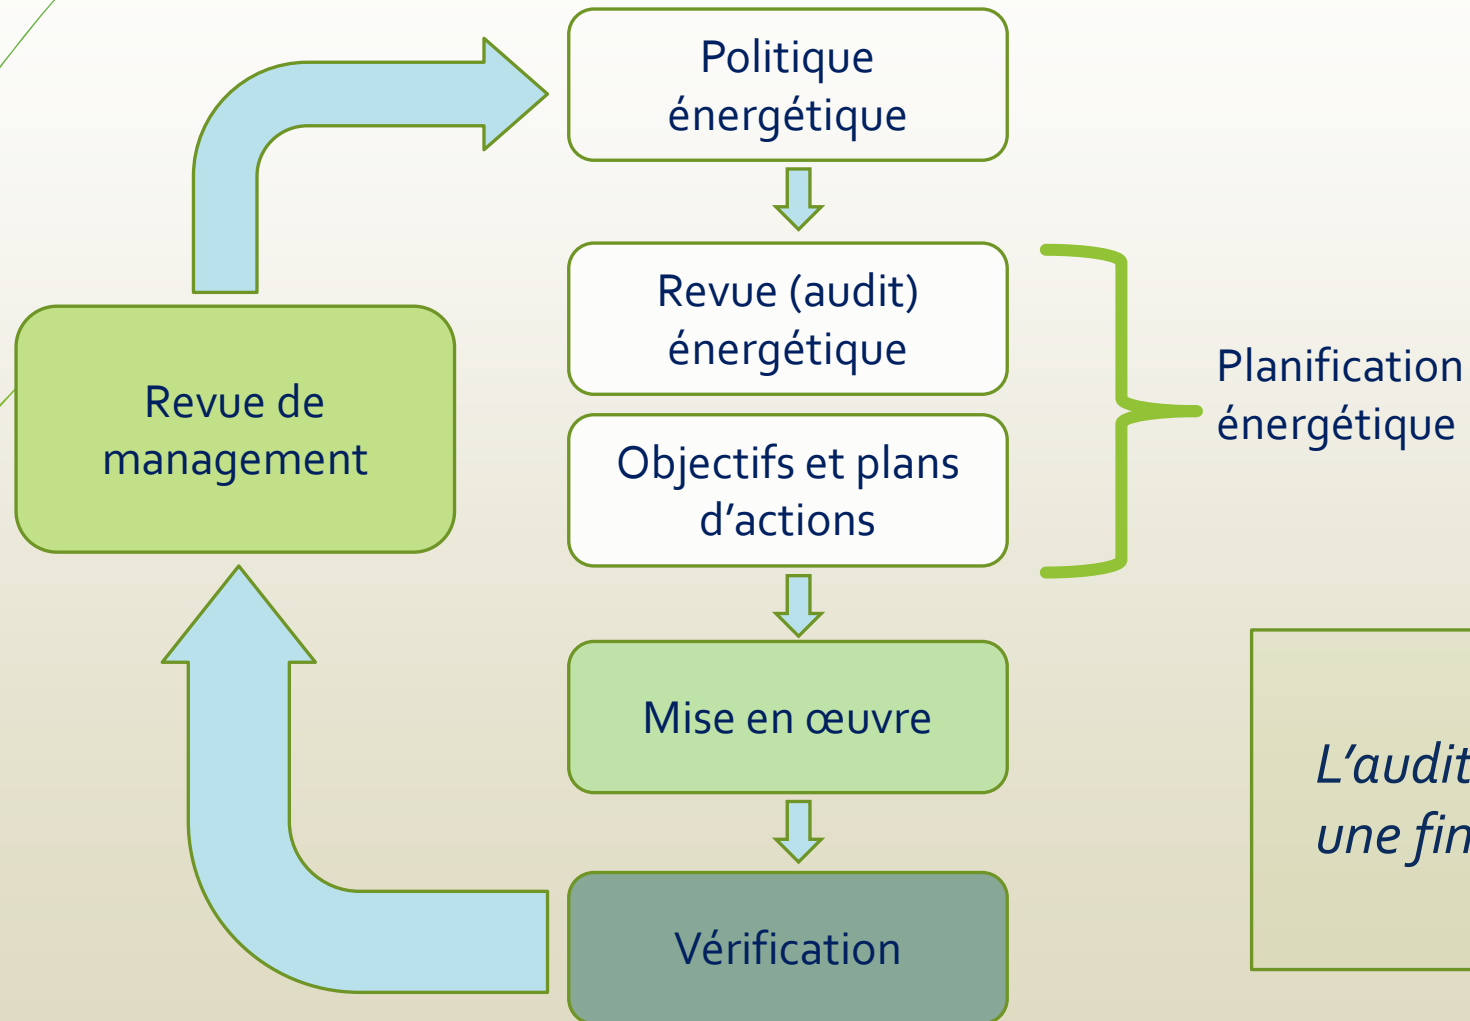 Politique
énergétique
Revue (audit)
énergétique
Planification
énergétique
Revue de
management
Objectifs et plans
d’actions
Mise en œuvre
L’audit
une fin
Vérification